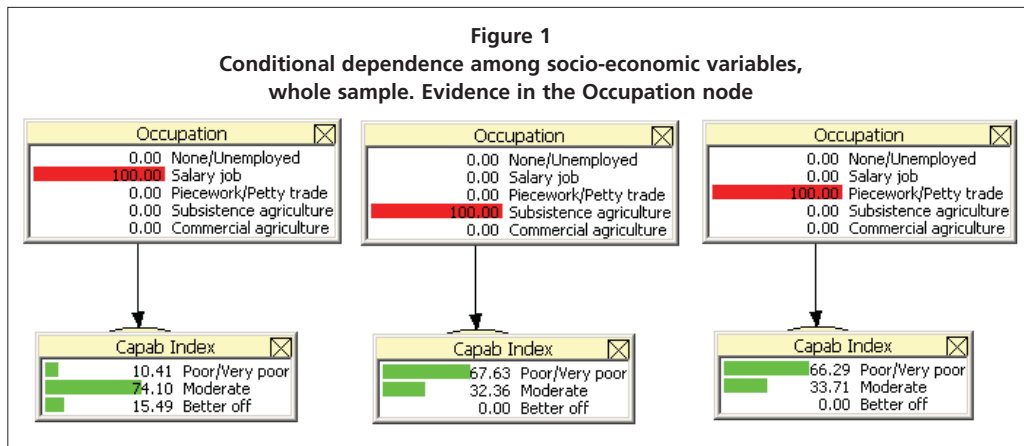 Figure 1
Conditional dependence among socio-economic variables,
whole sample. Evidence in the Occupation node
Occupation
0.00 None/Unemployed
100.00 Salary job
0.00 Piecework/Petty trade
0.00 Subsistence agriculture
0.00 Commercial agriculture
Capab Index
10.41 Poor/Very poor
74.10 Moderate
15.49 Better off
Occupation
0.00 None/Unemployed
0.00 Salary job
0.00 Piecework/Petty trade
100.00 Subsistence agriculture
0.00 Commercial agriculture
Capab Index
67.63 Poor/Very poor
32.36 Moderate
0.00 Better off
Occupation
0.00 None/Unemployed
0.00 Salary job
100.00 Piecework/Petty trade
0.00 Subsistence agriculture
0.00 Commercial agriculture
Capab Index
66.29 Poor/Very poor
33.71 Moderate
0.00 Better off